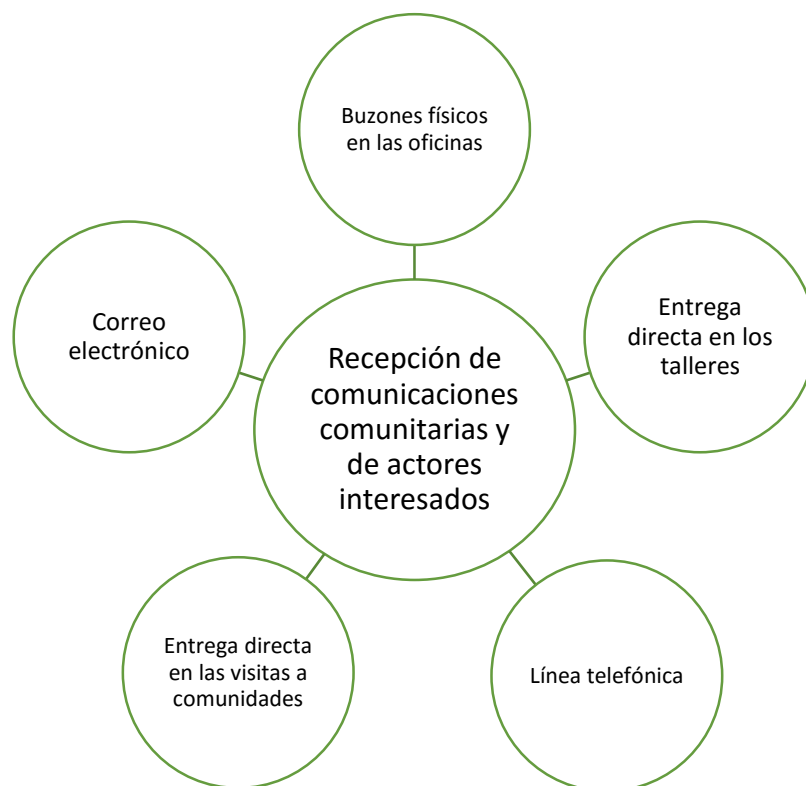 Buzones físicos
en las oficinas
Entrega
directa en los
talleres
Correo
electrónico
Recepción de
comunicaciones
comunitarias y
de actores
interesados
Entrega directa
en las visitas a
comunidades
Línea telefónica